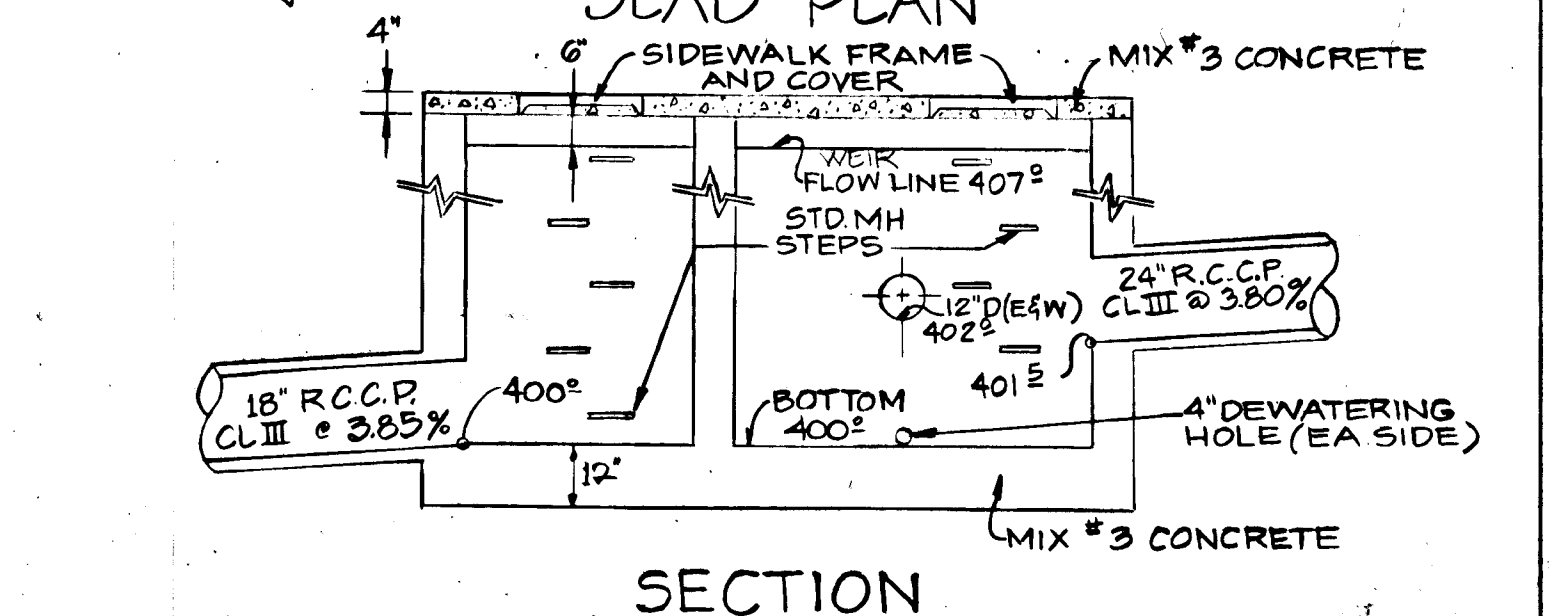 SLAB PLAN
4"
6"
SIDEWALK FRAME
AND COVER
MIX #3 CONCRETE
WEIR
FLOW LINE 407⁰
STD. MH
STEPS
24" R.C.C.P.
CL III @ 3.80%
12"D(E&W)
402⁰
18" R.C.C.P.
CL III @ 3.85%
400⁰
401⁵
BOTTOM
400⁰
4" DEWATERING
HOLE (EA. SIDE)
12"
MIX #3 CONCRETE
SECTION